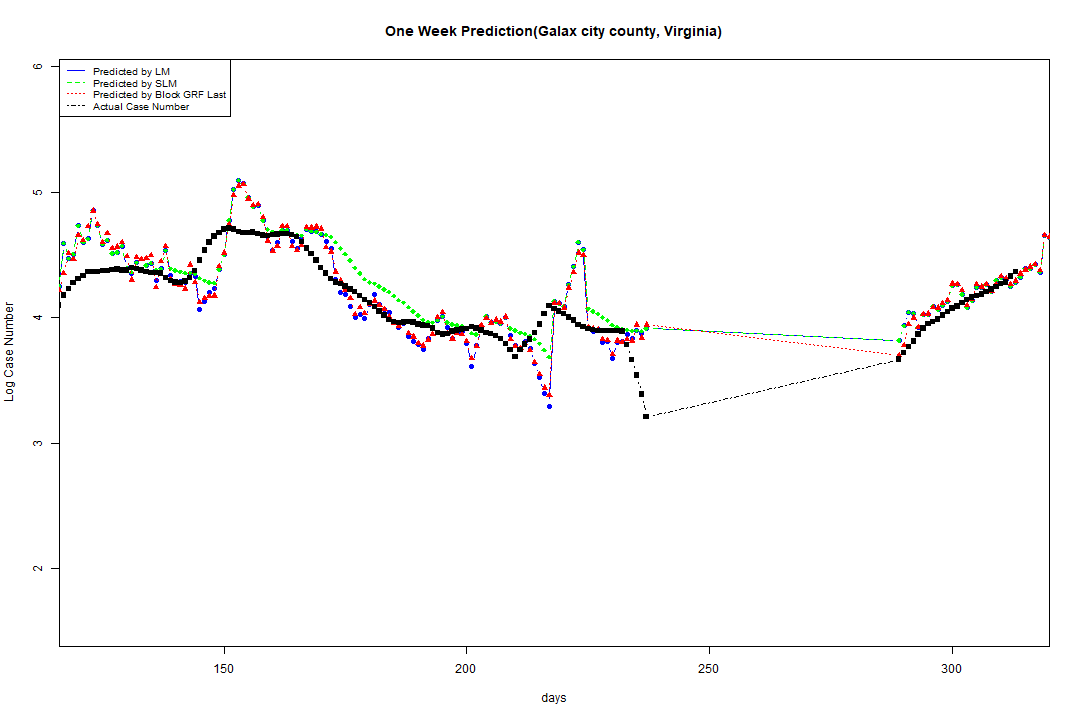 One Week Prediction(Galax city county, Virginia)
Predicted by LM
Predicted by SLM
Predicted by Block GRF Last
Actual Case Number
6
5
4
3
2
Log Case Number
150
200
250
300
days